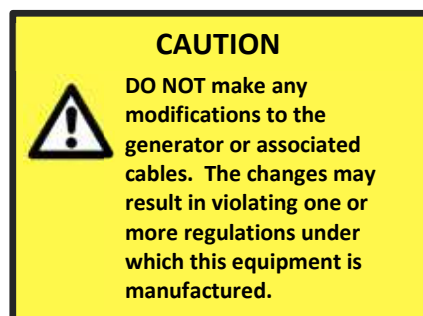 CAUTION
DO NOT make any
modifications to the
generator or associated
cables.  The changes may
result in violating one or
more regulations under
which this equipment is
manufactured.